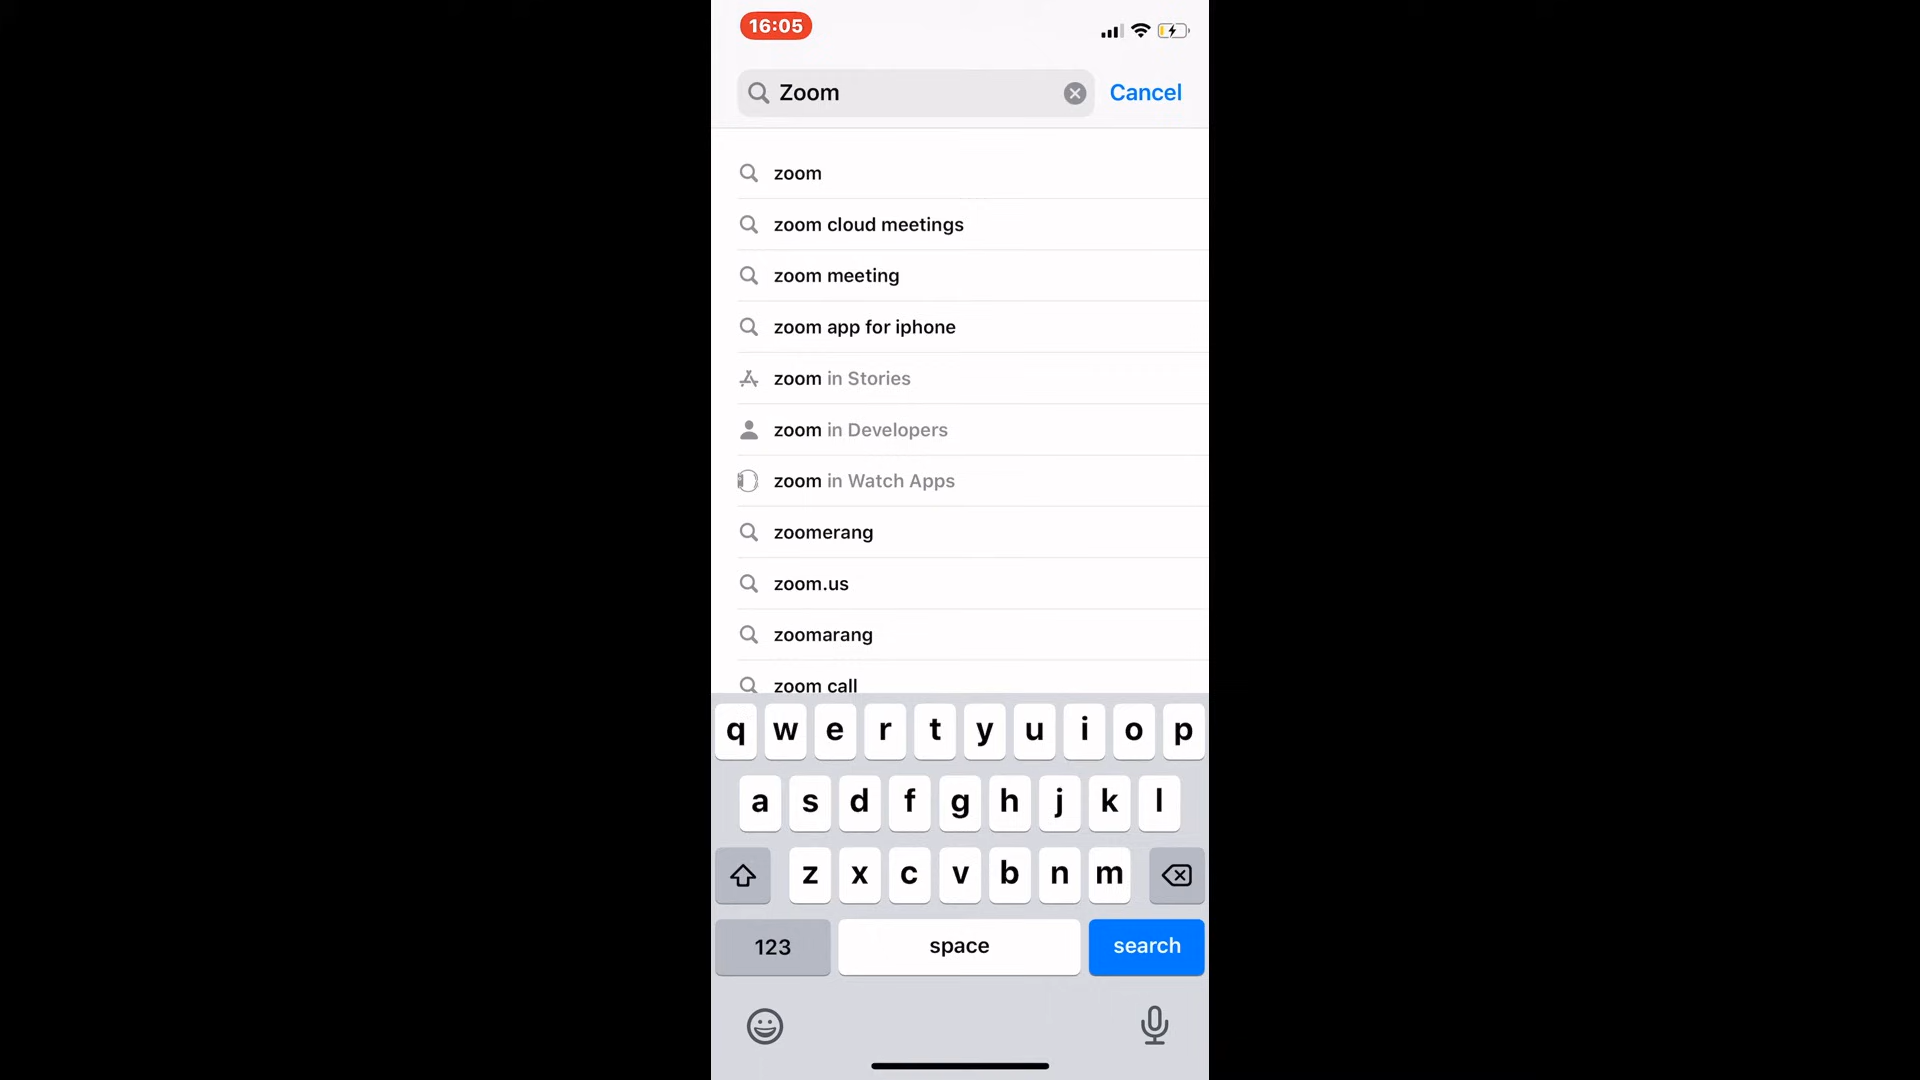 16:05
Zoom
Cancel
zoom
zoom cloud meetings
zoom meeting
zoom app for iphone
zoom in Stories
zoom in Developers
zoom in Watch Apps
zoomerang
zoom.us
zoomarang
zoom call
q w e r t y u i o p
a s d f g h j k l
z x c v b n m
123 space search